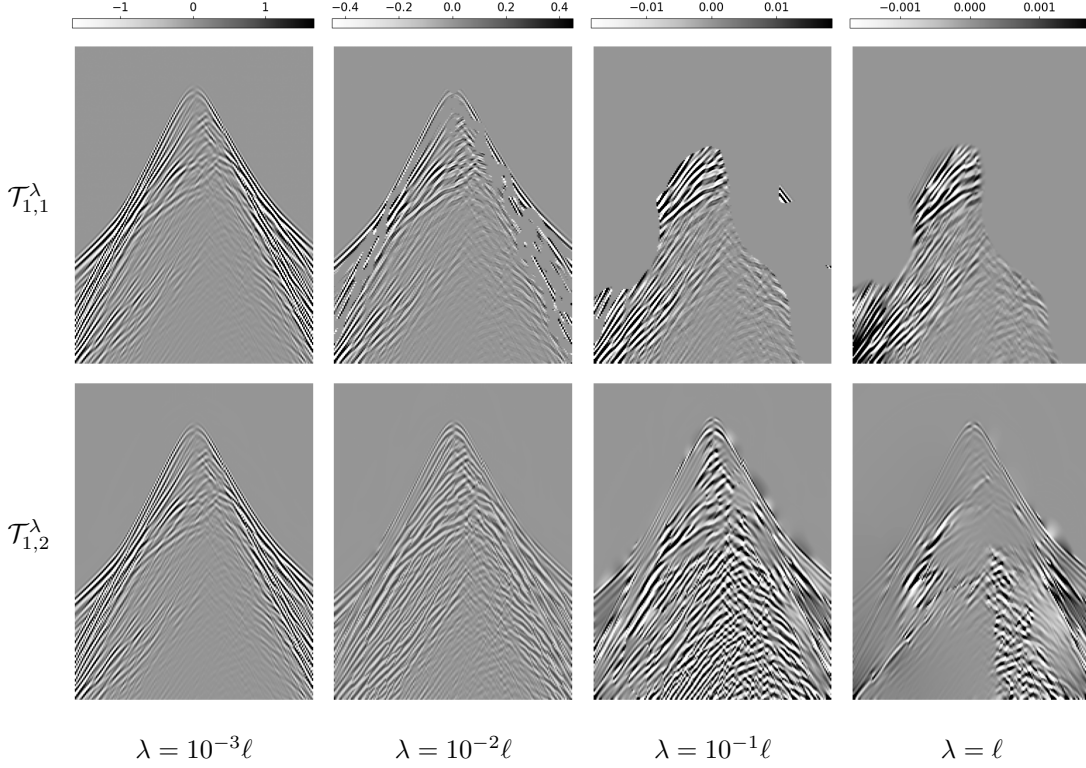 −1 0 1
−0.4 −0.2 0.0 0.2 0.4
−0.01 0.00 0.01
−0.001 0.000 0.001
𝒯^λ_{1,1}
𝒯^λ_{1,2}
λ = 10^{−3}ℓ
λ = 10^{−2}ℓ
λ = 10^{−1}ℓ
λ = ℓ